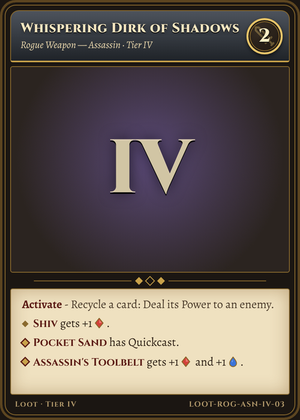 Whispering Dirk of Shadows
2
Rogue Weapon — Assassin · Tier IV
IV
Activate - Recycle a card: Deal its Power to an enemy.
Shiv gets +1 .
Pocket Sand has Quickcast.
Assassin's Toolbelt gets +1 and +1 .
Loot · Tier IV
LOOT-ROG-ASN-IV-03